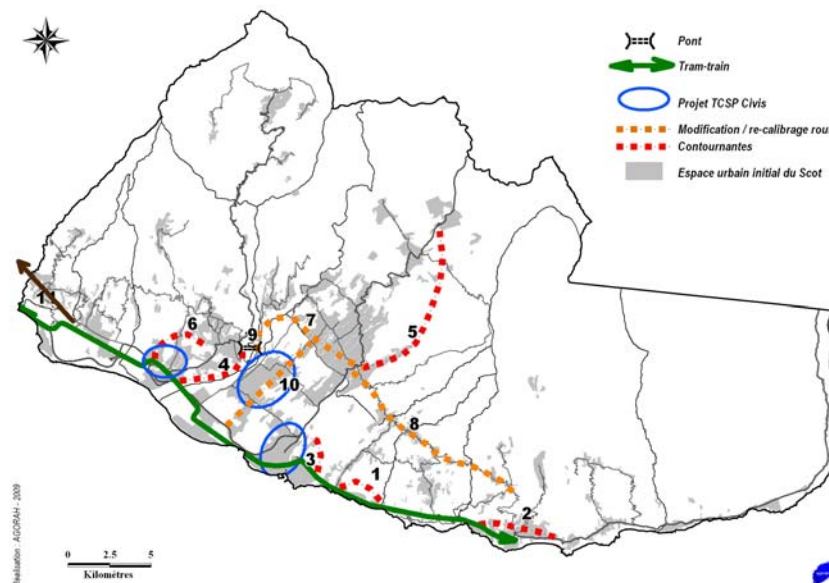 Pont
Tram-train
Projet TCSP Civis
Modification / re-calibrage rou
Contournantes
Espace urbain initial du Scot
11
6
9
7
4
10
5
8
3
1
2
Réalisation : AGORAH - 2009
0 2.5 5
Kilomètres